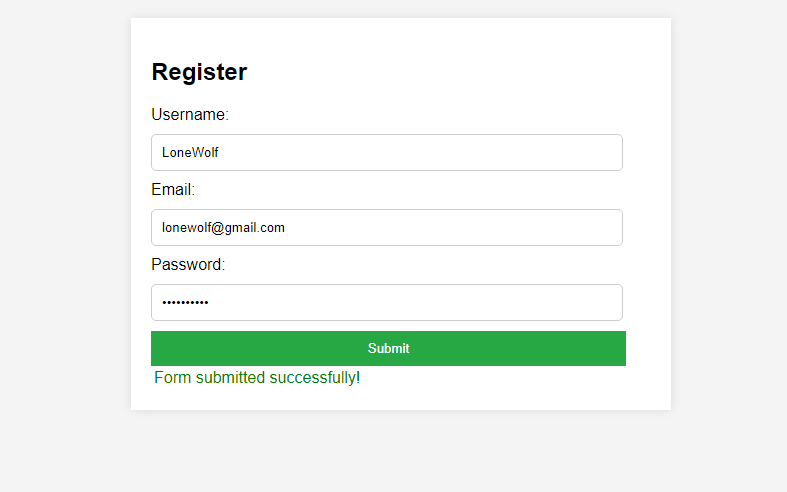 Register
Username:
LoneWolf
Email:
lonewolf@gmail.com
Password:
••••••••••
Submit
Form submitted successfully!